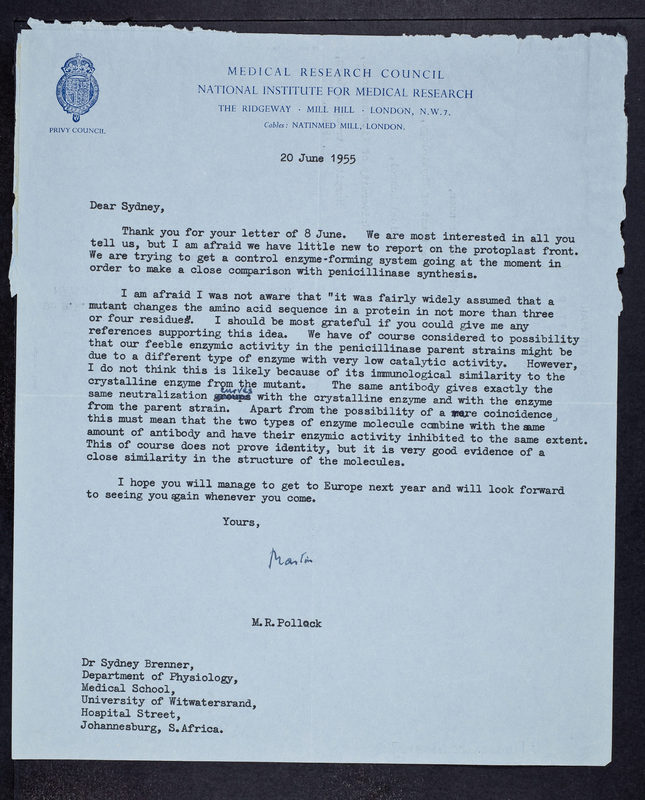 MEDICAL RESEARCH COUNCIL
NATIONAL INSTITUTE FOR MEDICAL RESEARCH
THE RIDGEWAY · MILL HILL · LONDON, N.W.7.
Cables: NATINMED MILL, LONDON.
PRIVY COUNCIL
20 June 1955
Dear Sydney,
Thank you for your letter of 8 June. We are most interested in all you
tell us, but I am afraid we have little new to report on the protoplast front.
We are trying to get a control enzyme-forming system going at the moment in
order to make a close comparison with penicillinase synthesis.
I am afraid I was not aware that "it was fairly widely assumed that a
mutant changes the amino acid sequence in a protein in not more than three
or four residues". I should be most grateful if you could give me any
references supporting this idea. We have of course considered to possibility
that our feeble enzymic activity in the penicillinase parent strains might be
due to a different type of enzyme with very low catalytic activity. However,
I do not think this is likely because of its immunological similarity to the
crystalline enzyme from the mutant. The same antibody gives exactly the
same neutralization curves with the crystalline enzyme and with the enzyme
from the parent strain. Apart from the possibility of a mere coincidence,
this must mean that the two types of enzyme molecule combine with the same
amount of antibody and have their enzymic activity inhibited to the same extent.
This of course does not prove identity, but it is very good evidence of a
close similarity in the structure of the molecules.
I hope you will manage to get to Europe next year and will look forward
to seeing you again whenever you come.
Yours,
Martin
M.R.Pollock
Dr Sydney Brenner,
Department of Physiology,
Medical School,
University of Witwatersrand,
Hospital Street,
Johannesburg, S.Africa.